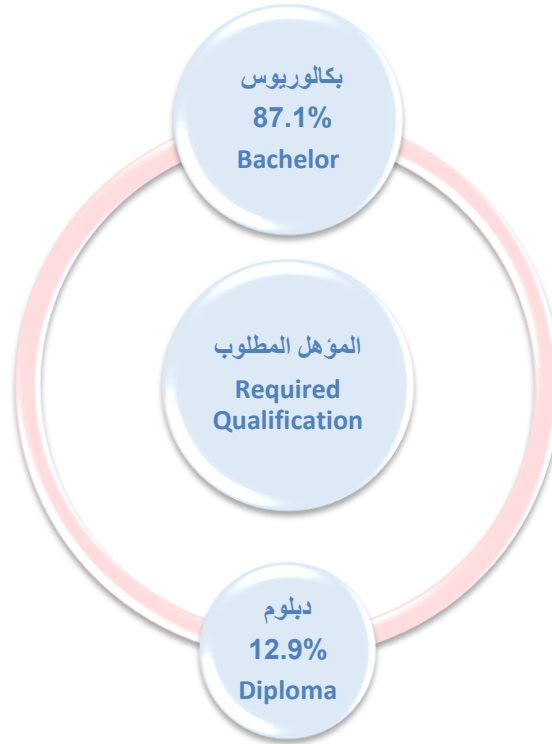 بكالوريوس
87.1%
Bachelor
المؤهل المطلوب
Required
Qualification
دبلوم
12.9%
Diploma